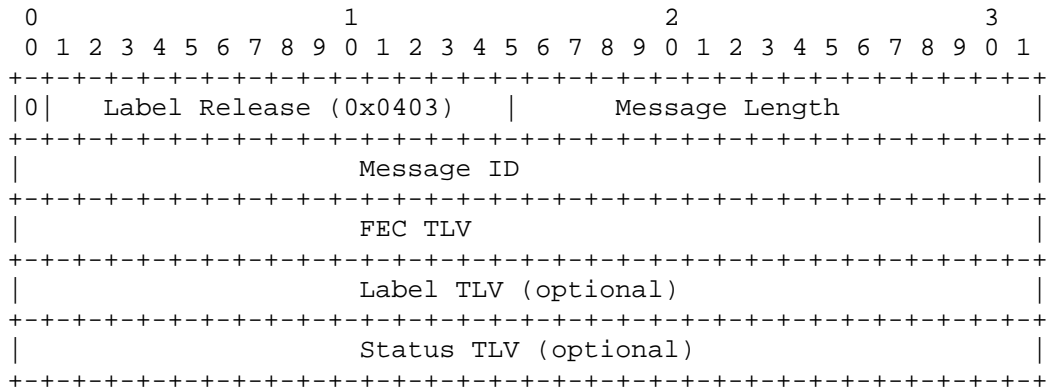 0                   1                   2                   3
 0 1 2 3 4 5 6 7 8 9 0 1 2 3 4 5 6 7 8 9 0 1 2 3 4 5 6 7 8 9 0 1
+-+-+-+-+-+-+-+-+-+-+-+-+-+-+-+-+-+-+-+-+-+-+-+-+-+-+-+-+-+-+-+-+
|0|   Label Release (0x0403)   |      Message Length            |
+-+-+-+-+-+-+-+-+-+-+-+-+-+-+-+-+-+-+-+-+-+-+-+-+-+-+-+-+-+-+-+-+
|                     Message ID                                |
+-+-+-+-+-+-+-+-+-+-+-+-+-+-+-+-+-+-+-+-+-+-+-+-+-+-+-+-+-+-+-+-+
|                     FEC TLV                                   |
+-+-+-+-+-+-+-+-+-+-+-+-+-+-+-+-+-+-+-+-+-+-+-+-+-+-+-+-+-+-+-+-+
|                     Label TLV (optional)                      |
+-+-+-+-+-+-+-+-+-+-+-+-+-+-+-+-+-+-+-+-+-+-+-+-+-+-+-+-+-+-+-+-+
|                     Status TLV (optional)                     |
+-+-+-+-+-+-+-+-+-+-+-+-+-+-+-+-+-+-+-+-+-+-+-+-+-+-+-+-+-+-+-+-+